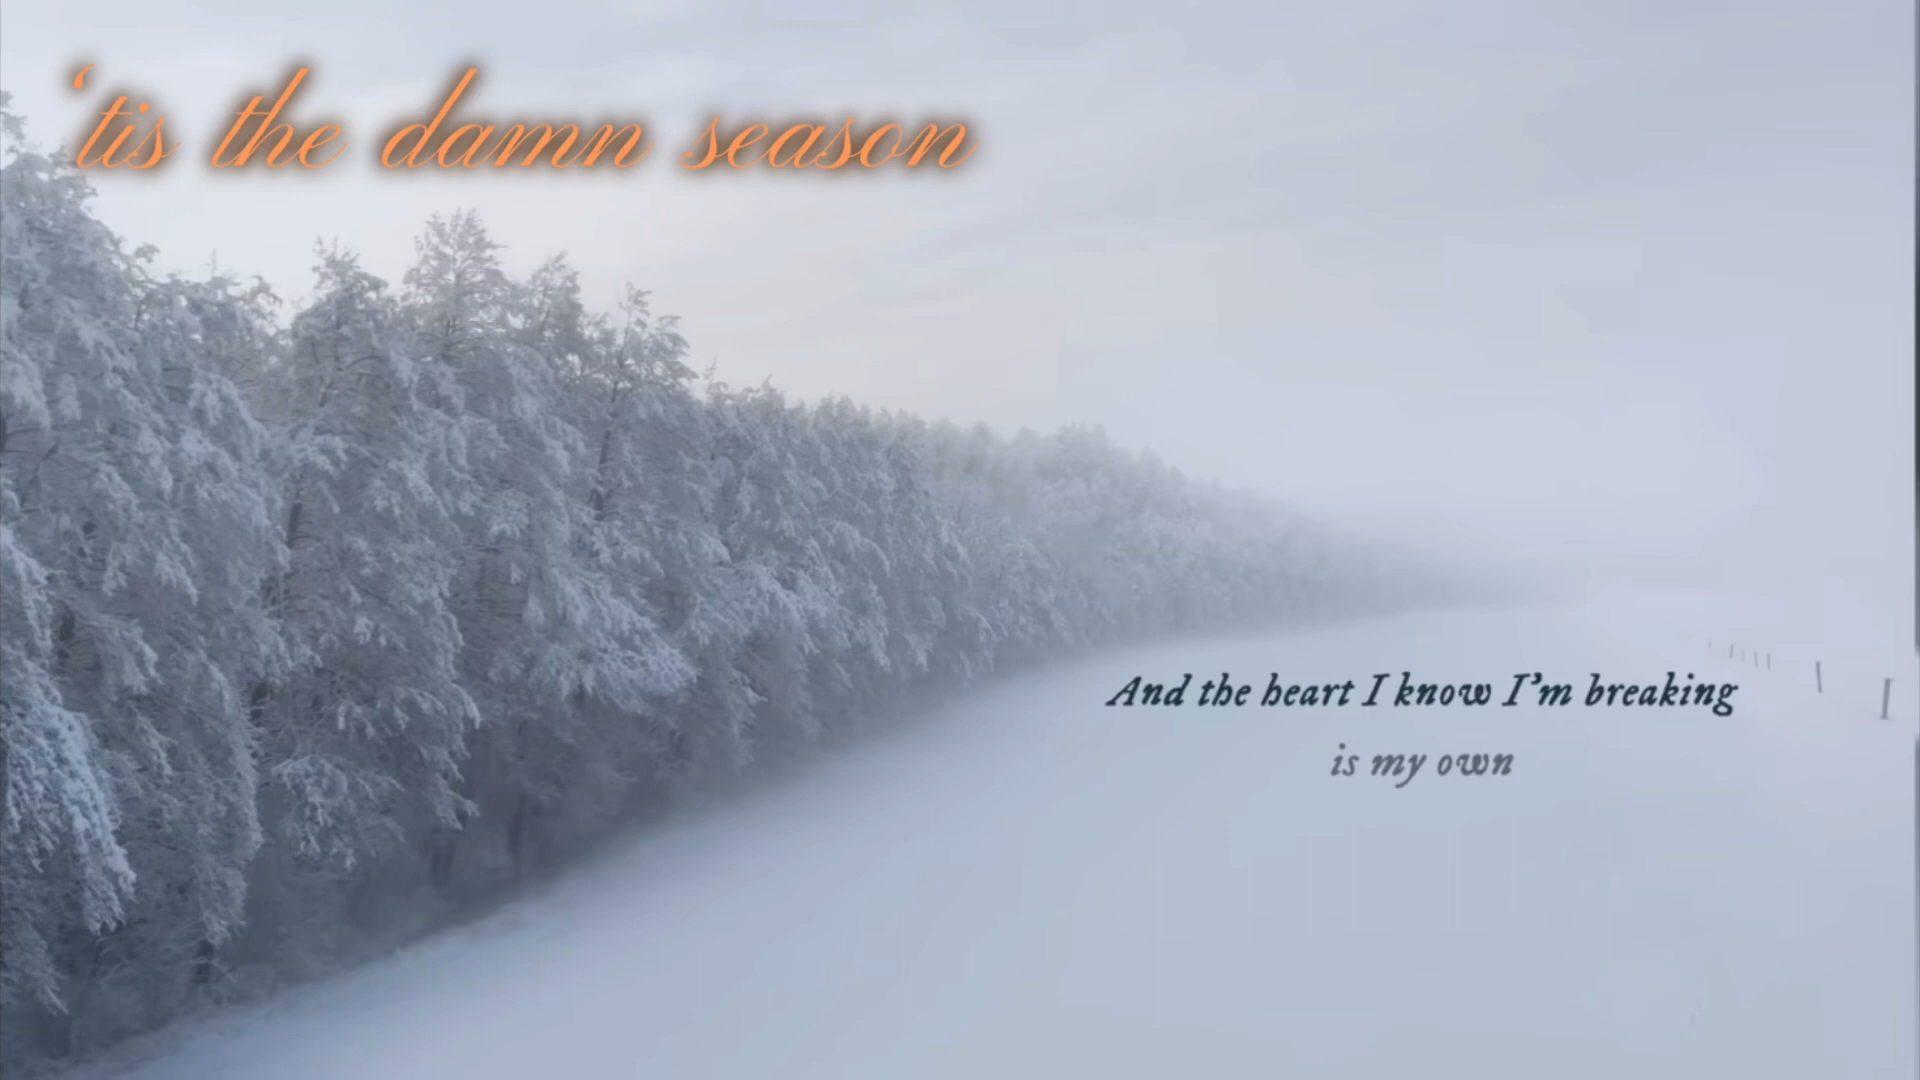 ‘tis the damn season
And the heart I know I’m breaking
is my own